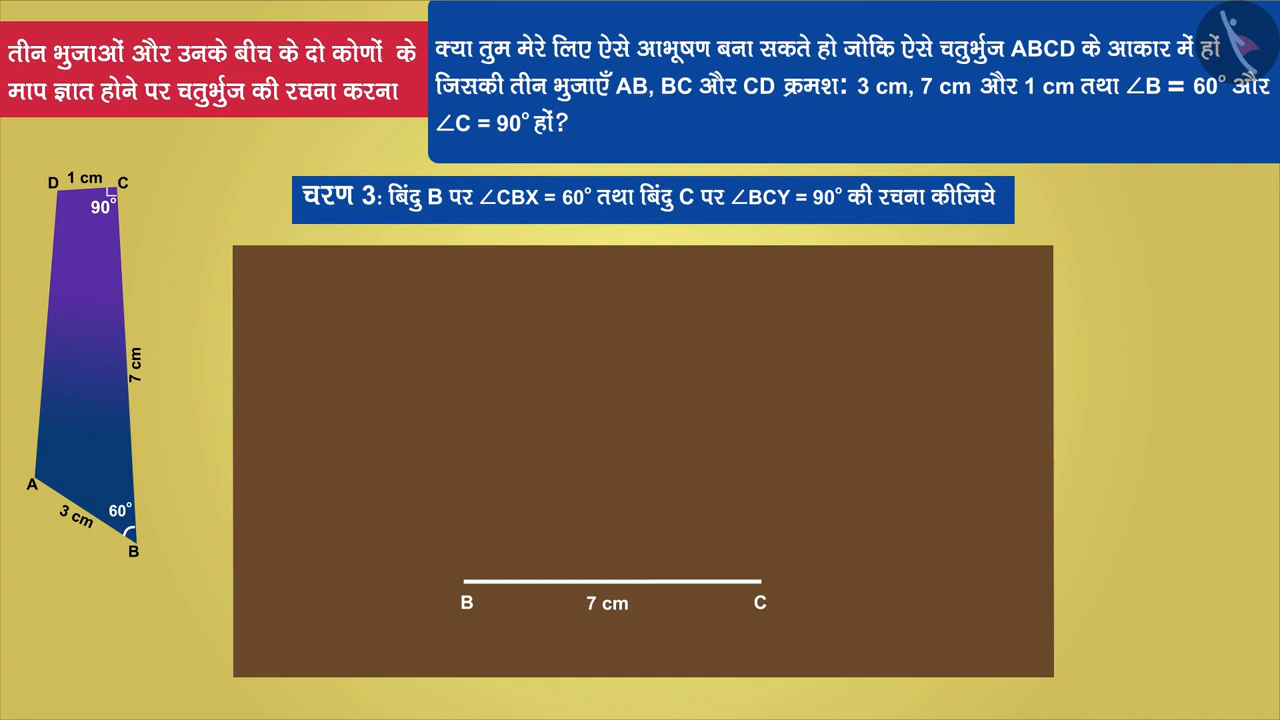 तीन भुजाओं और उनके बीच के दो कोणों के
माप ज्ञात होने पर चतुर्भुज की रचना करना
क्या तुम मेरे लिए ऐसे आभूषण बना सकते हो जोकि ऐसे चतुर्भुज ABCD के आकार में हों
जिसकी तीन भुजाएँ AB, BC और CD क्रमश: 3 cm, 7 cm और 1 cm तथा ∠B = 60° और
∠C = 90° हों?
चरण 3: बिंदु B पर ∠CBX = 60° तथा बिंदु C पर ∠BCY = 90° की रचना कीजिये
D 1 cm C
90°
7 cm
A
3 cm
60°
B
B 7 cm C